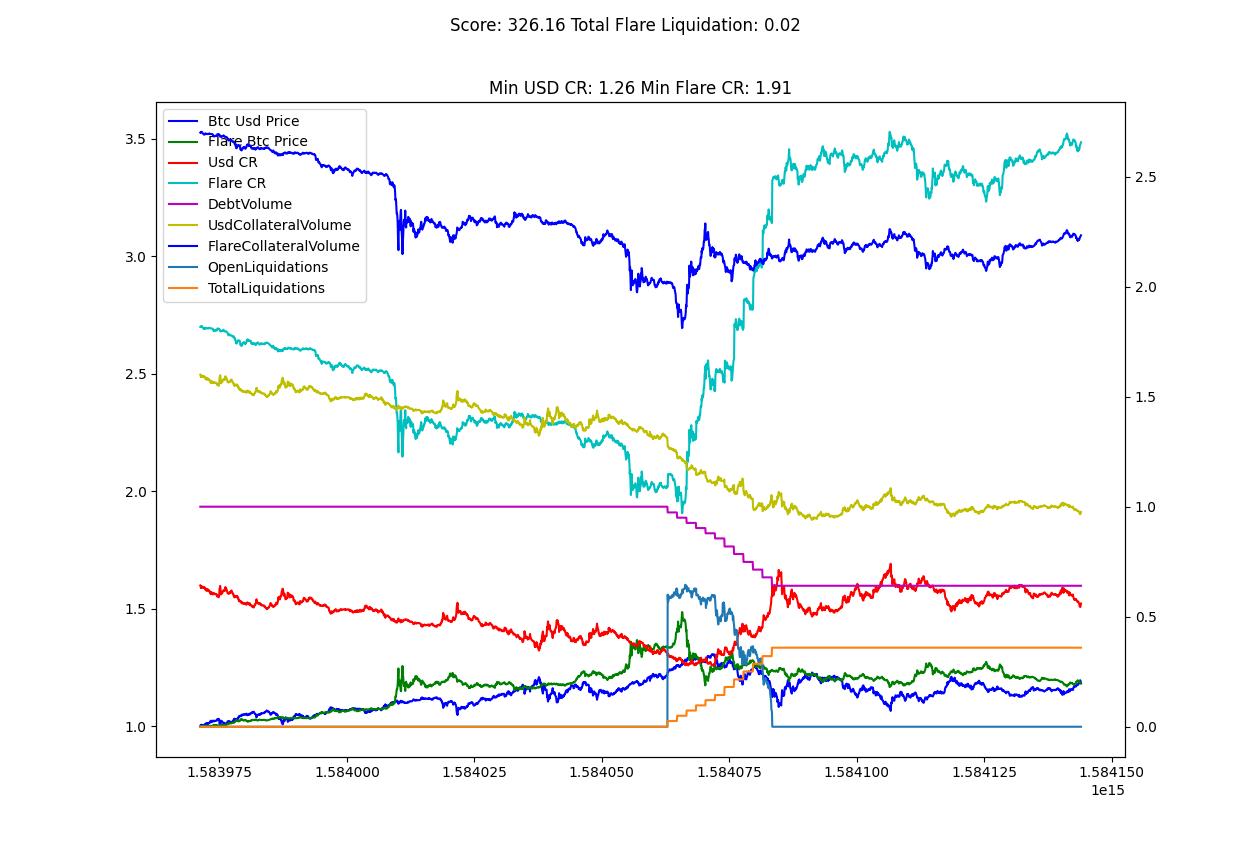 Score: 326.16 Total Flare Liquidation: 0.02
Min USD CR: 1.26 Min Flare CR: 1.91
Btc Usd Price
Flare Btc Price
Usd CR
Flare CR
DebtVolume
UsdCollateralVolume
FlareCollateralVolume
OpenLiquidations
TotalLiquidations
3.5
3.0
2.5
2.0
1.5
1.0
2.5
2.0
1.5
1.0
0.5
0.0
1.583975 1.584000 1.584025 1.584050 1.584075 1.584100 1.584125 1.584150
1e15